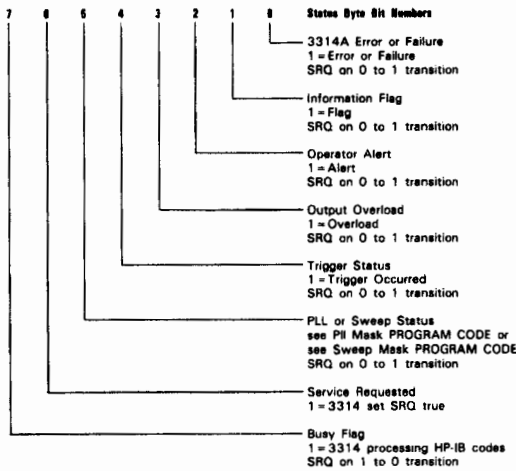 7 6 5 4 3 2 1 0 Status Byte Bit Numbers
3314A Error or Failure
1 = Error or Failure
SRQ on 0 to 1 transition
Information Flag
1 = Flag
SRQ on 0 to 1 transition
Operator Alert
1 = Alert
SRQ on 0 to 1 transition
Output Overload
1 = Overload
SRQ on 0 to 1 transition
Trigger Status
1 = Trigger Occurred
SRQ on 0 to 1 transition
PLL or Sweep Status
see Pll Mask PROGRAM CODE or
see Sweep Mask PROGRAM CODE
SRQ on 0 to 1 transition
Service Requested
1 = 3314 set SRQ true
Busy Flag
1 = 3314 processing HP-IB codes
SRQ on 1 to 0 transition